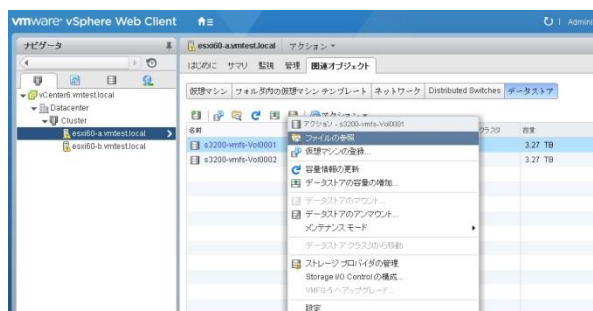 vmware® vSphere Web Client
Admini
ナビゲータ
esxi60-a.vmtest.local アクション
はじめに サマリ 監視 管理 関連オブジェクト
仮想マシン フォルダ内の仮想マシン テンプレート ネットワーク Distributed Switches データストア
vCenter6.vmtest.local
Datacenter
Cluster
esxi60-a.vmtest.local
esxi60-b.vmtest.local
アクション
名前 クラスタ 容量
s3200-vmfs-Vol0001 3.27 TB
s3200-vmfs-Vol0002 3.27 TB
アクション - s3200-vmfs-Vol0001
ファイルの参照
仮想マシンの登録...
容量情報の更新
データストアの容量の増加...
データストアのマウント...
データストアのアンマウント...
メンテナンス モード
データストア クラスタから移動
ストレージ プロバイダの管理
Storage I/O Control の構成...
VMFS-5 へアップグレード...
設定